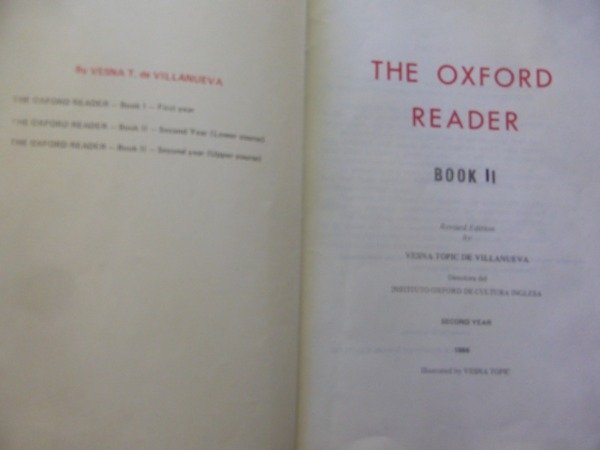 By VESNA T. de VILLANUEVA
THE OXFORD READER – Book I – First year
THE OXFORD READER – Book II – Second Year (Lower course)
THE OXFORD READER – Book II – Second year (Upper course)
THE OXFORD
READER
BOOK II
Revised Edition
by
VESNA TOPIC DE VILLANUEVA
Directora del
INSTITUTO OXFORD DE CULTURA INGLESA
SECOND YEAR
Illustrated by VESNA TOPIC